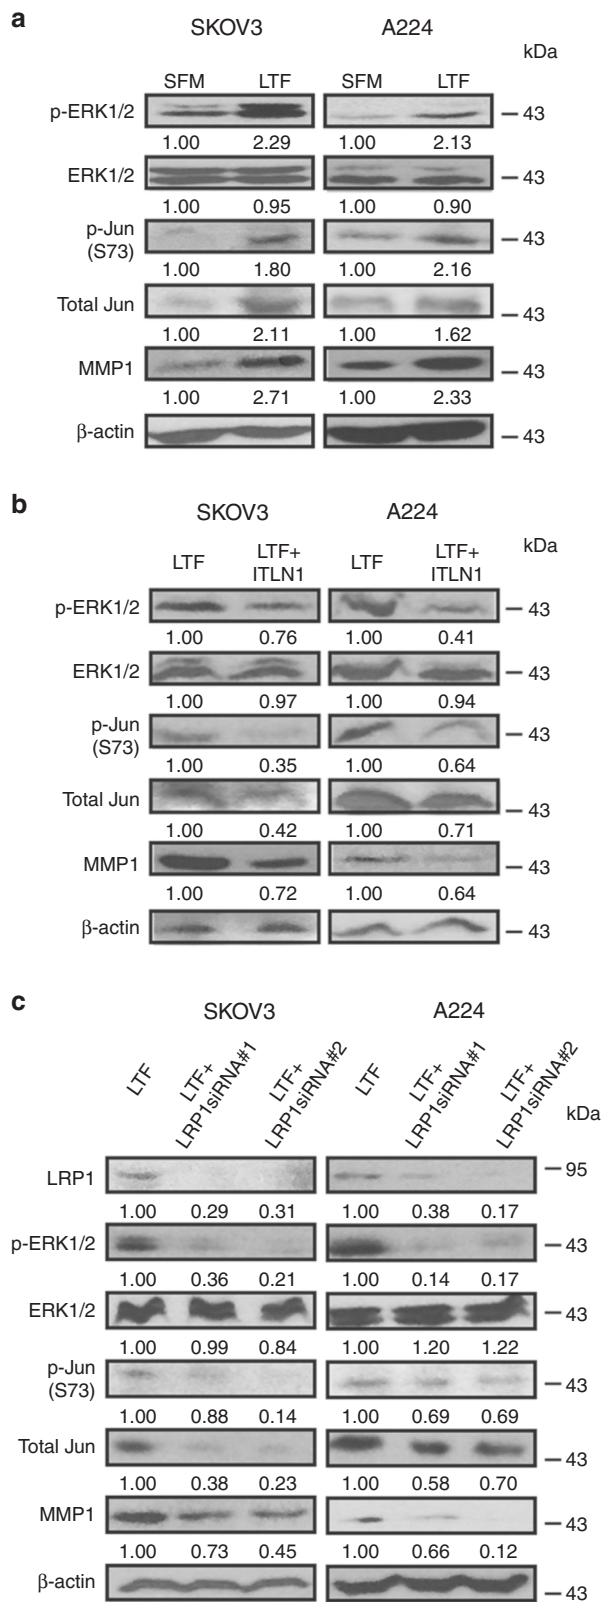 a
SKOV3 A224
kDa
SFM LTF SFM LTF
p-ERK1/2 43
1.00 2.29 1.00 2.13
ERK1/2 43
1.00 0.95 1.00 0.90
p-Jun
(S73) 43
1.00 1.80 1.00 2.16
Total Jun 43
1.00 2.11 1.00 1.62
MMP1 43
1.00 2.71 1.00 2.33
β-actin 43
b
SKOV3 A224
kDa
LTF LTF+
ITLN1 LTF LTF+
ITLN1
p-ERK1/2 43
1.00 0.76 1.00 0.41
ERK1/2 43
1.00 0.97 1.00 0.94
p-Jun
(S73) 43
1.00 0.35 1.00 0.64
Total Jun 43
1.00 0.42 1.00 0.71
MMP1 43
1.00 0.72 1.00 0.64
β-actin 43
c
SKOV3 A224
LTF
LTF+
LRP1siRNA#1
LTF+
LRP1siRNA#2
LTF
LTF+
LRP1siRNA#1
LTF+
LRP1siRNA#2
kDa
LRP1 95
1.00 0.29 0.31 1.00 0.38 0.17
p-ERK1/2 43
1.00 0.36 0.21 1.00 0.14 0.17
ERK1/2 43
1.00 0.99 0.84 1.00 1.20 1.22
p-Jun
(S73) 43
1.00 0.88 0.14 1.00 0.69 0.69
Total Jun 43
1.00 0.38 0.23 1.00 0.58 0.70
MMP1 43
1.00 0.73 0.45 1.00 0.66 0.12
β-actin 43